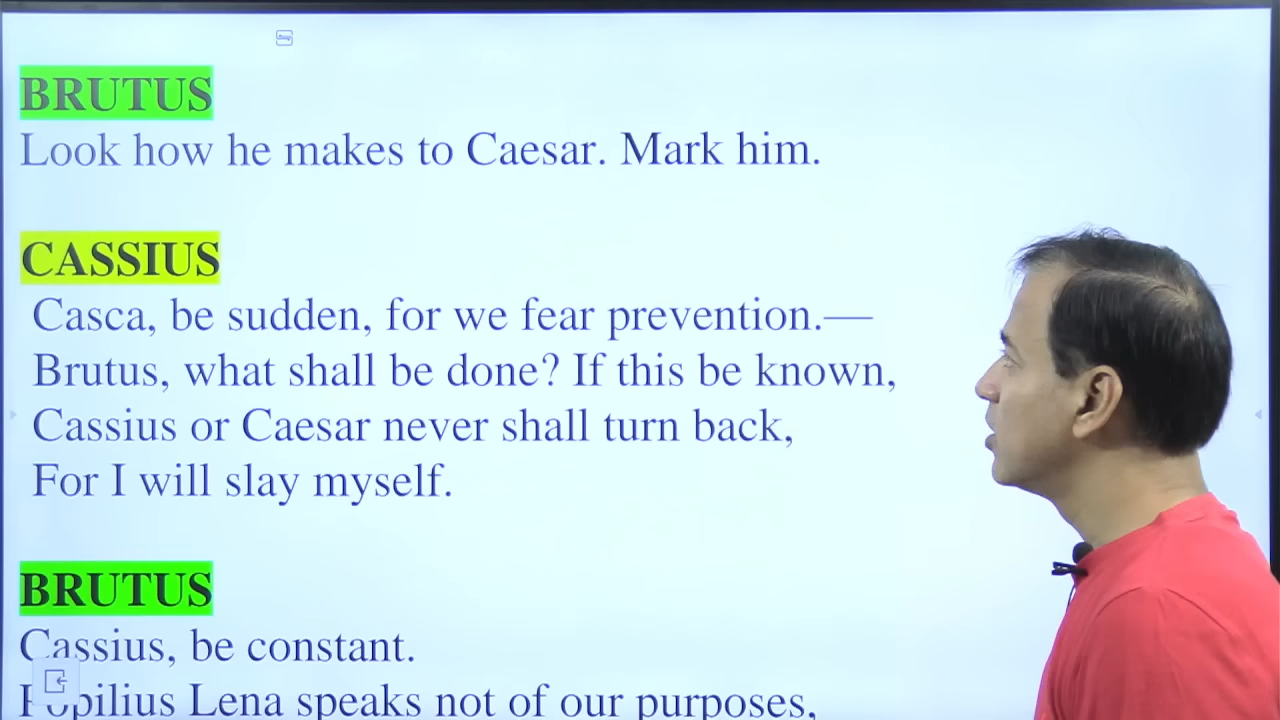 BRUTUS
Look how he makes to Caesar. Mark him.
CASSIUS
Casca, be sudden, for we fear prevention.—
Brutus, what shall be done? If this be known,
Cassius or Caesar never shall turn back,
For I will slay myself.
BRUTUS
Cassius, be constant.
Popilius Lena speaks not of our purposes,